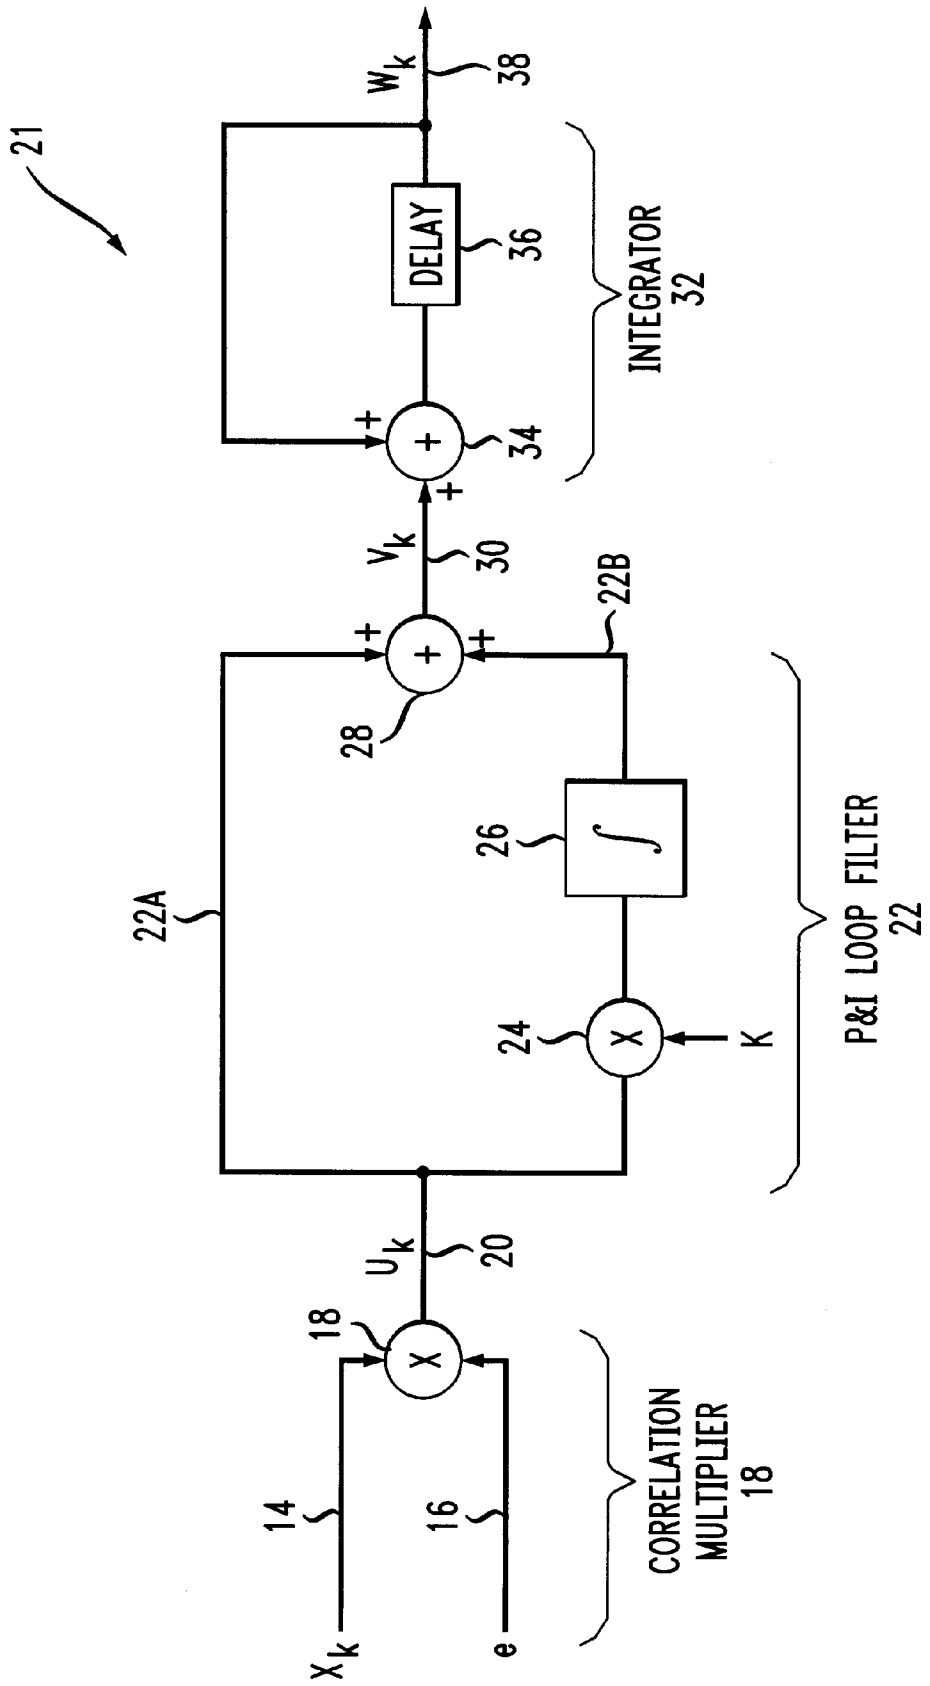 21
X_k
14
e
16
18
X
CORRELATION
MULTIPLIER
18
U_k
20
22A
24
X
K
26
∫
22B
P&I LOOP FILTER
22
28
+
+
+
V_k
30
+
+
+
34
DELAY
36
INTEGRATOR
32
W_k
38